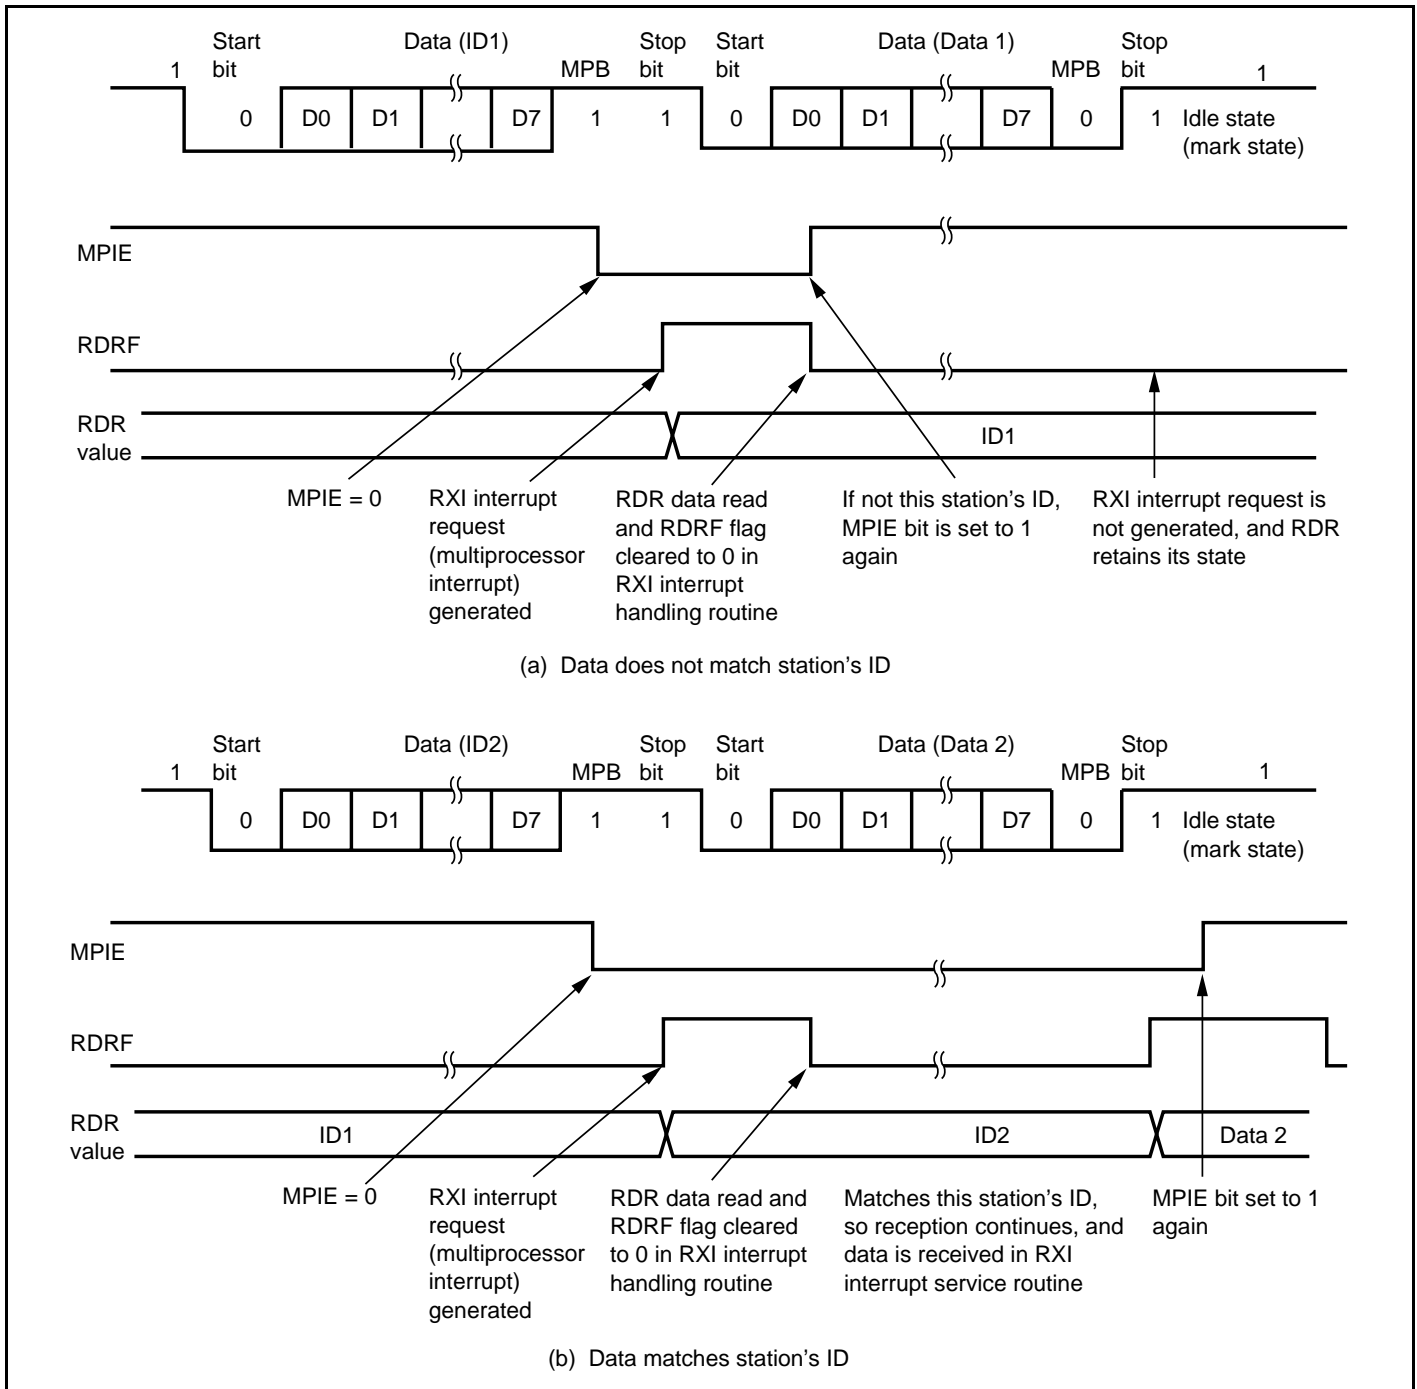 Start Data (ID1) Stop Start Data (Data 1) Stop
1 bit MPB bit bit MPB bit 1
0 D0 D1 D7 1 1 0 D0 D1 D7 0 1 Idle state
(mark state)
MPIE
RDRF
RDR
value
ID1
MPIE = 0
RXI interrupt
request
(multiprocessor
interrupt)
generated
RDR data read
and RDRF flag
cleared to 0 in
RXI interrupt
handling routine
If not this station's ID,
MPIE bit is set to 1
again
RXI interrupt request is
not generated, and RDR
retains its state
(a) Data does not match station's ID
Start Data (ID2) Stop Start Data (Data 2) Stop
1 bit MPB bit bit MPB bit 1
0 D0 D1 D7 1 1 0 D0 D1 D7 0 1 Idle state
(mark state)
MPIE
RDRF
RDR
value
ID1 ID2 Data 2
MPIE = 0
RXI interrupt
request
(multiprocessor
interrupt)
generated
RDR data read and
RDRF flag cleared
to 0 in RXI interrupt
handling routine
Matches this station's ID,
so reception continues, and
data is received in RXI
interrupt service routine
MPIE bit set to 1
again
(b) Data matches station's ID